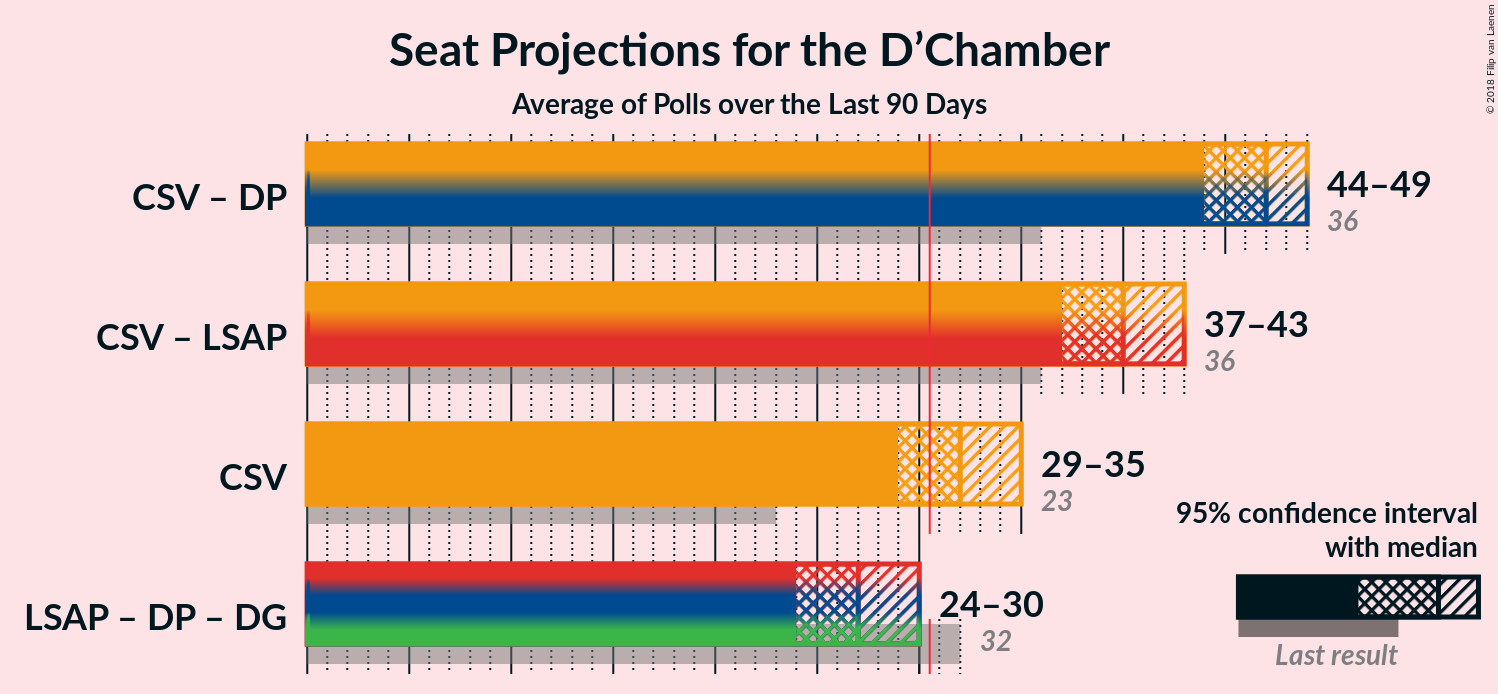 Seat Projections for the D’Chamber
Average of Polls over the Last 90 Days
© 2018 Filip van Laenen
CSV – DP
44–49
36
CSV – LSAP
37–43
36
CSV
29–35
23
LSAP – DP – DG
24–30
32
95% confidence interval
with median
Last result